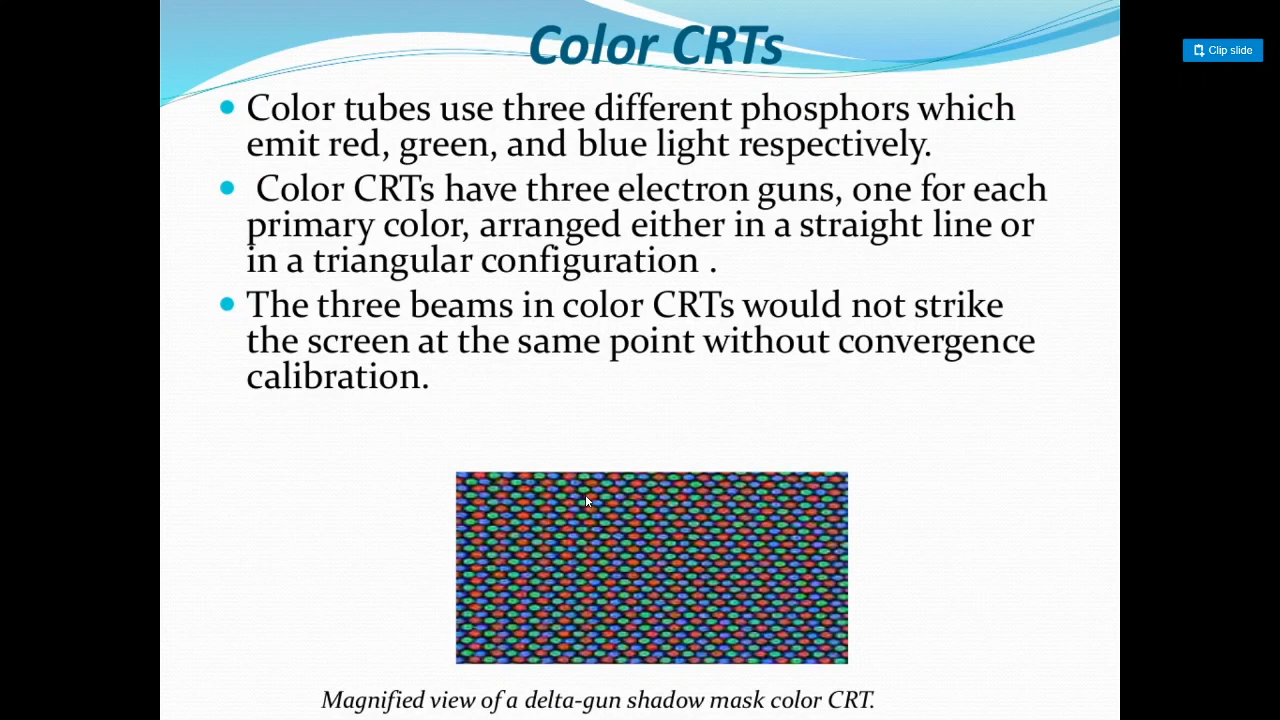 Color CRTs
Clip slide
• Color tubes use three different phosphors which
emit red, green, and blue light respectively.
• Color CRTs have three electron guns, one for each
primary color, arranged either in a straight line or
in a triangular configuration .
• The three beams in color CRTs would not strike
the screen at the same point without convergence
calibration.
Magnified view of a delta-gun shadow mask color CRT.